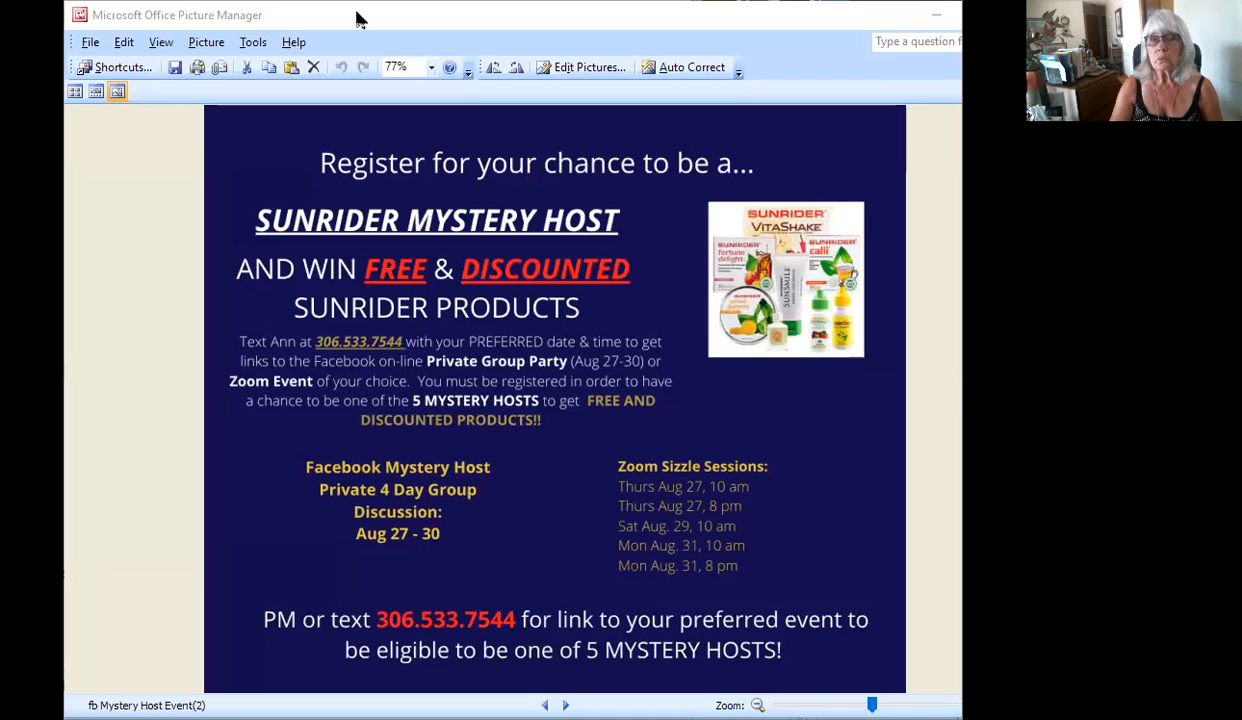 Microsoft Office Picture Manager
File Edit View Picture Tools Help
Type a question f
Shortcuts... 77% Edit Pictures... Auto Correct
Register for your chance to be a...
SUNRIDER MYSTERY HOST
AND WIN FREE & DISCOUNTED
SUNRIDER PRODUCTS
SUNRIDER
VITASHAKE
SUNRIDER
fortune delight
SUNRIDER
calli
SUNSMILE
Text Ann at 306.533.7544 with your PREFERRED date & time to get
links to the Facebook on-line Private Group Party (Aug 27-30) or
Zoom Event of your choice. You must be registered in order to have
a chance to be one of the 5 MYSTERY HOSTS to get FREE AND
DISCOUNTED PRODUCTS!!
Facebook Mystery Host
Private 4 Day Group
Discussion:
Aug 27 - 30
Zoom Sizzle Sessions:
Thurs Aug 27, 10 am
Thurs Aug 27, 8 pm
Sat Aug. 29, 10 am
Mon Aug. 31, 10 am
Mon Aug. 31, 8 pm
PM or text 306.533.7544 for link to your preferred event to
be eligible to be one of 5 MYSTERY HOSTS!
fb Mystery Host Event(2)
Zoom: